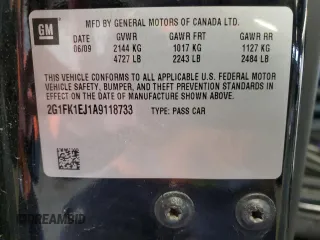 GM
MFD BY GENERAL MOTORS OF CANADA LTD.
DATE GVWR GAWR FRT GAWR RR
06/09 2144 KG 1017 KG 1127 KG
4727 LB 2243 LB 2484 LB
THIS VEHICLE CONFORMS TO ALL APPLICABLE U.S. FEDERAL MOTOR
VEHICLE SAFETY, BUMPER, AND THEFT PREVENTION STANDARDS
IN EFFECT ON THE DATE OF MANUFACTURE SHOWN ABOVE.
2G1FK1EJ1A9118733 TYPE: PASS CAR
IDREAMBID